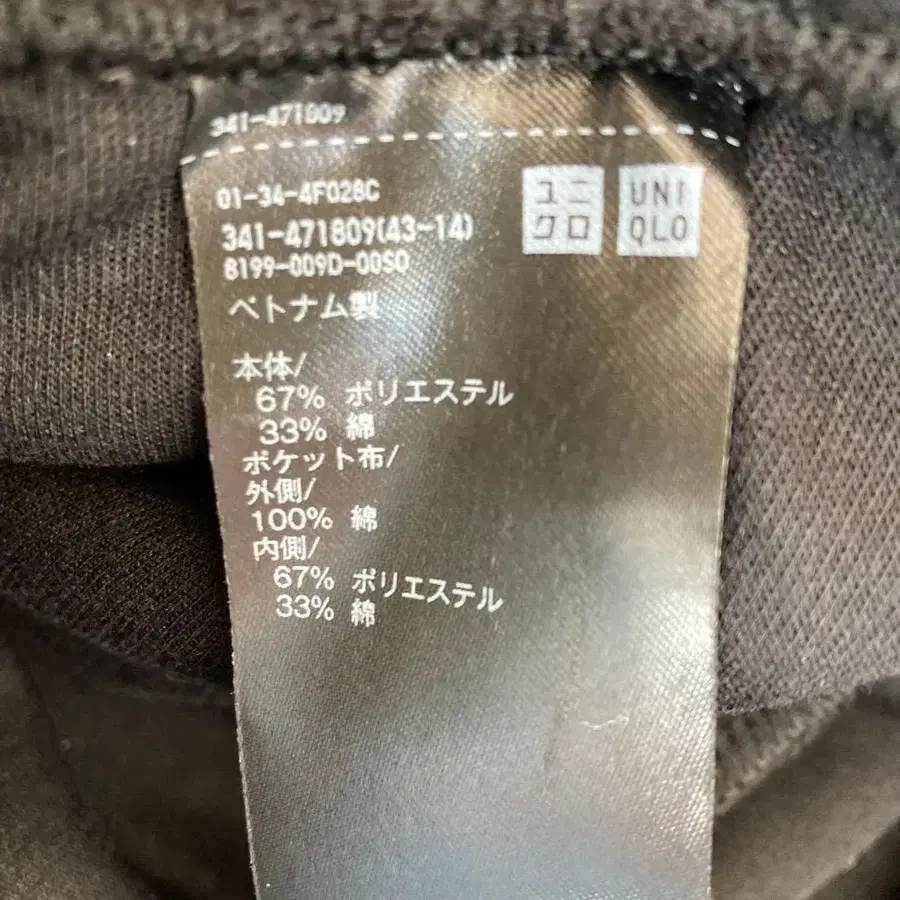 341-471809
01-34-4F028C
341-471809(43~14)
8199-009D-00S0
ユニ
クロ
UNI
QLO
ベトナム製
本体/
67% ポリエステル
33% 綿
ポケット布/
外側/
100% 綿
内側/
67% ポリエステル
33% 綿